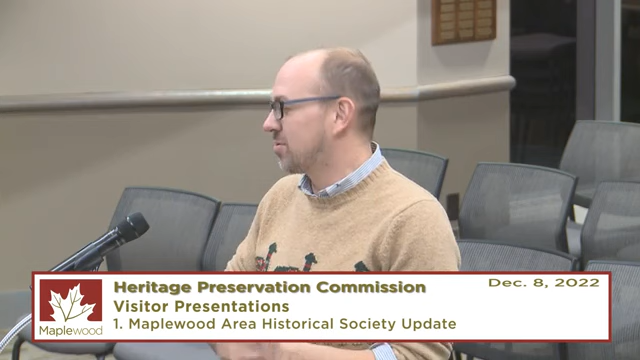 Heritage Preservation Commission
Dec. 8, 2022
Visitor Presentations
1. Maplewood Area Historical Society Update
Maplewood